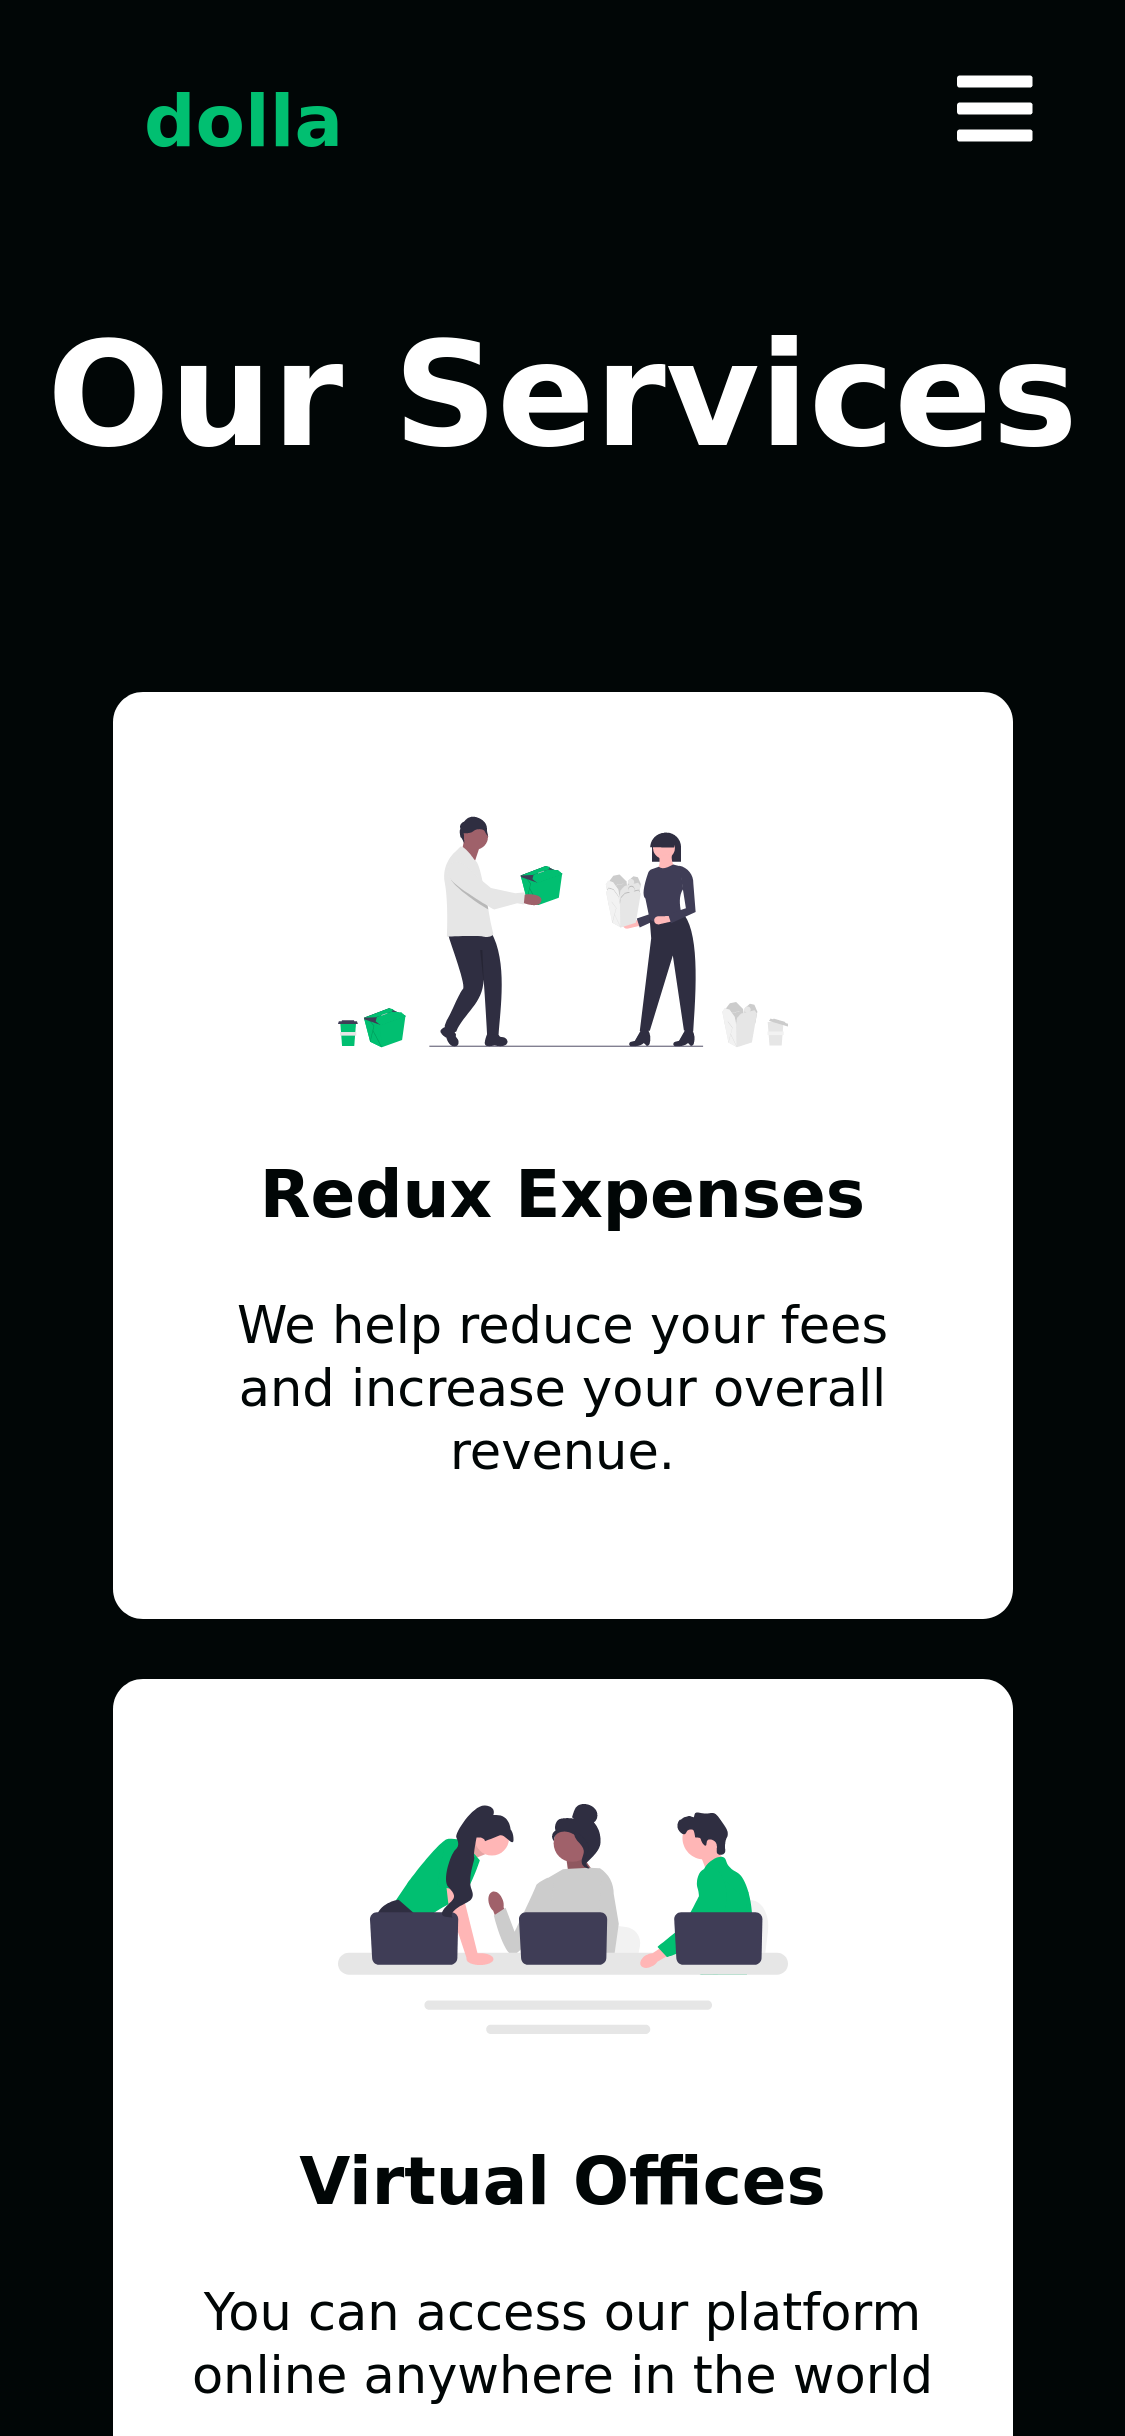 dolla
Our Services
Redux Expenses
We help reduce your fees
and increase your overall
revenue.
Virtual Offices
You can access our platform
online anywhere in the world